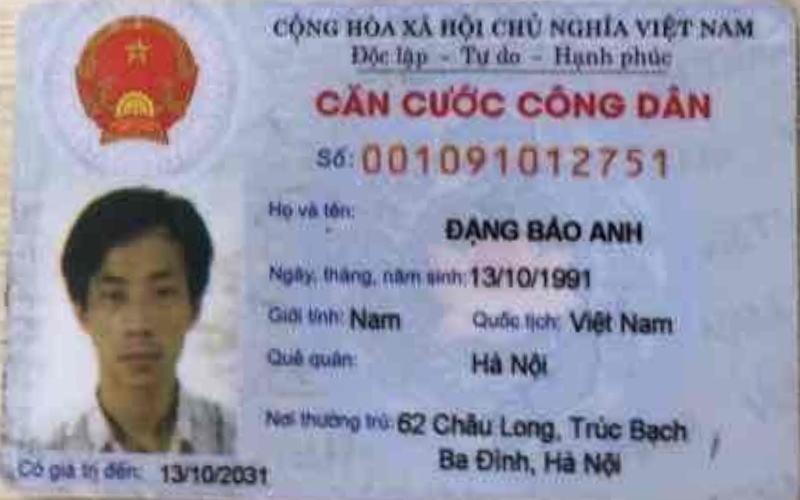 CỘNG HÒA XÃ HỘI CHỦ NGHĨA VIỆT NAM
Độc lập - Tự do - Hạnh phúc
CĂN CƯỚC CÔNG DÂN
Số: 001091012751
Họ và tên:
ĐẶNG BẢO ANH
Ngày, tháng, năm sinh: 13/10/1991
Giới tính: Nam Quốc tịch: Việt Nam
Quê quán: Hà Nội
Nơi thường trú: 62 Châu Long, Trúc Bạch
Ba Đình, Hà Nội
Có giá trị đến: 13/10/2031